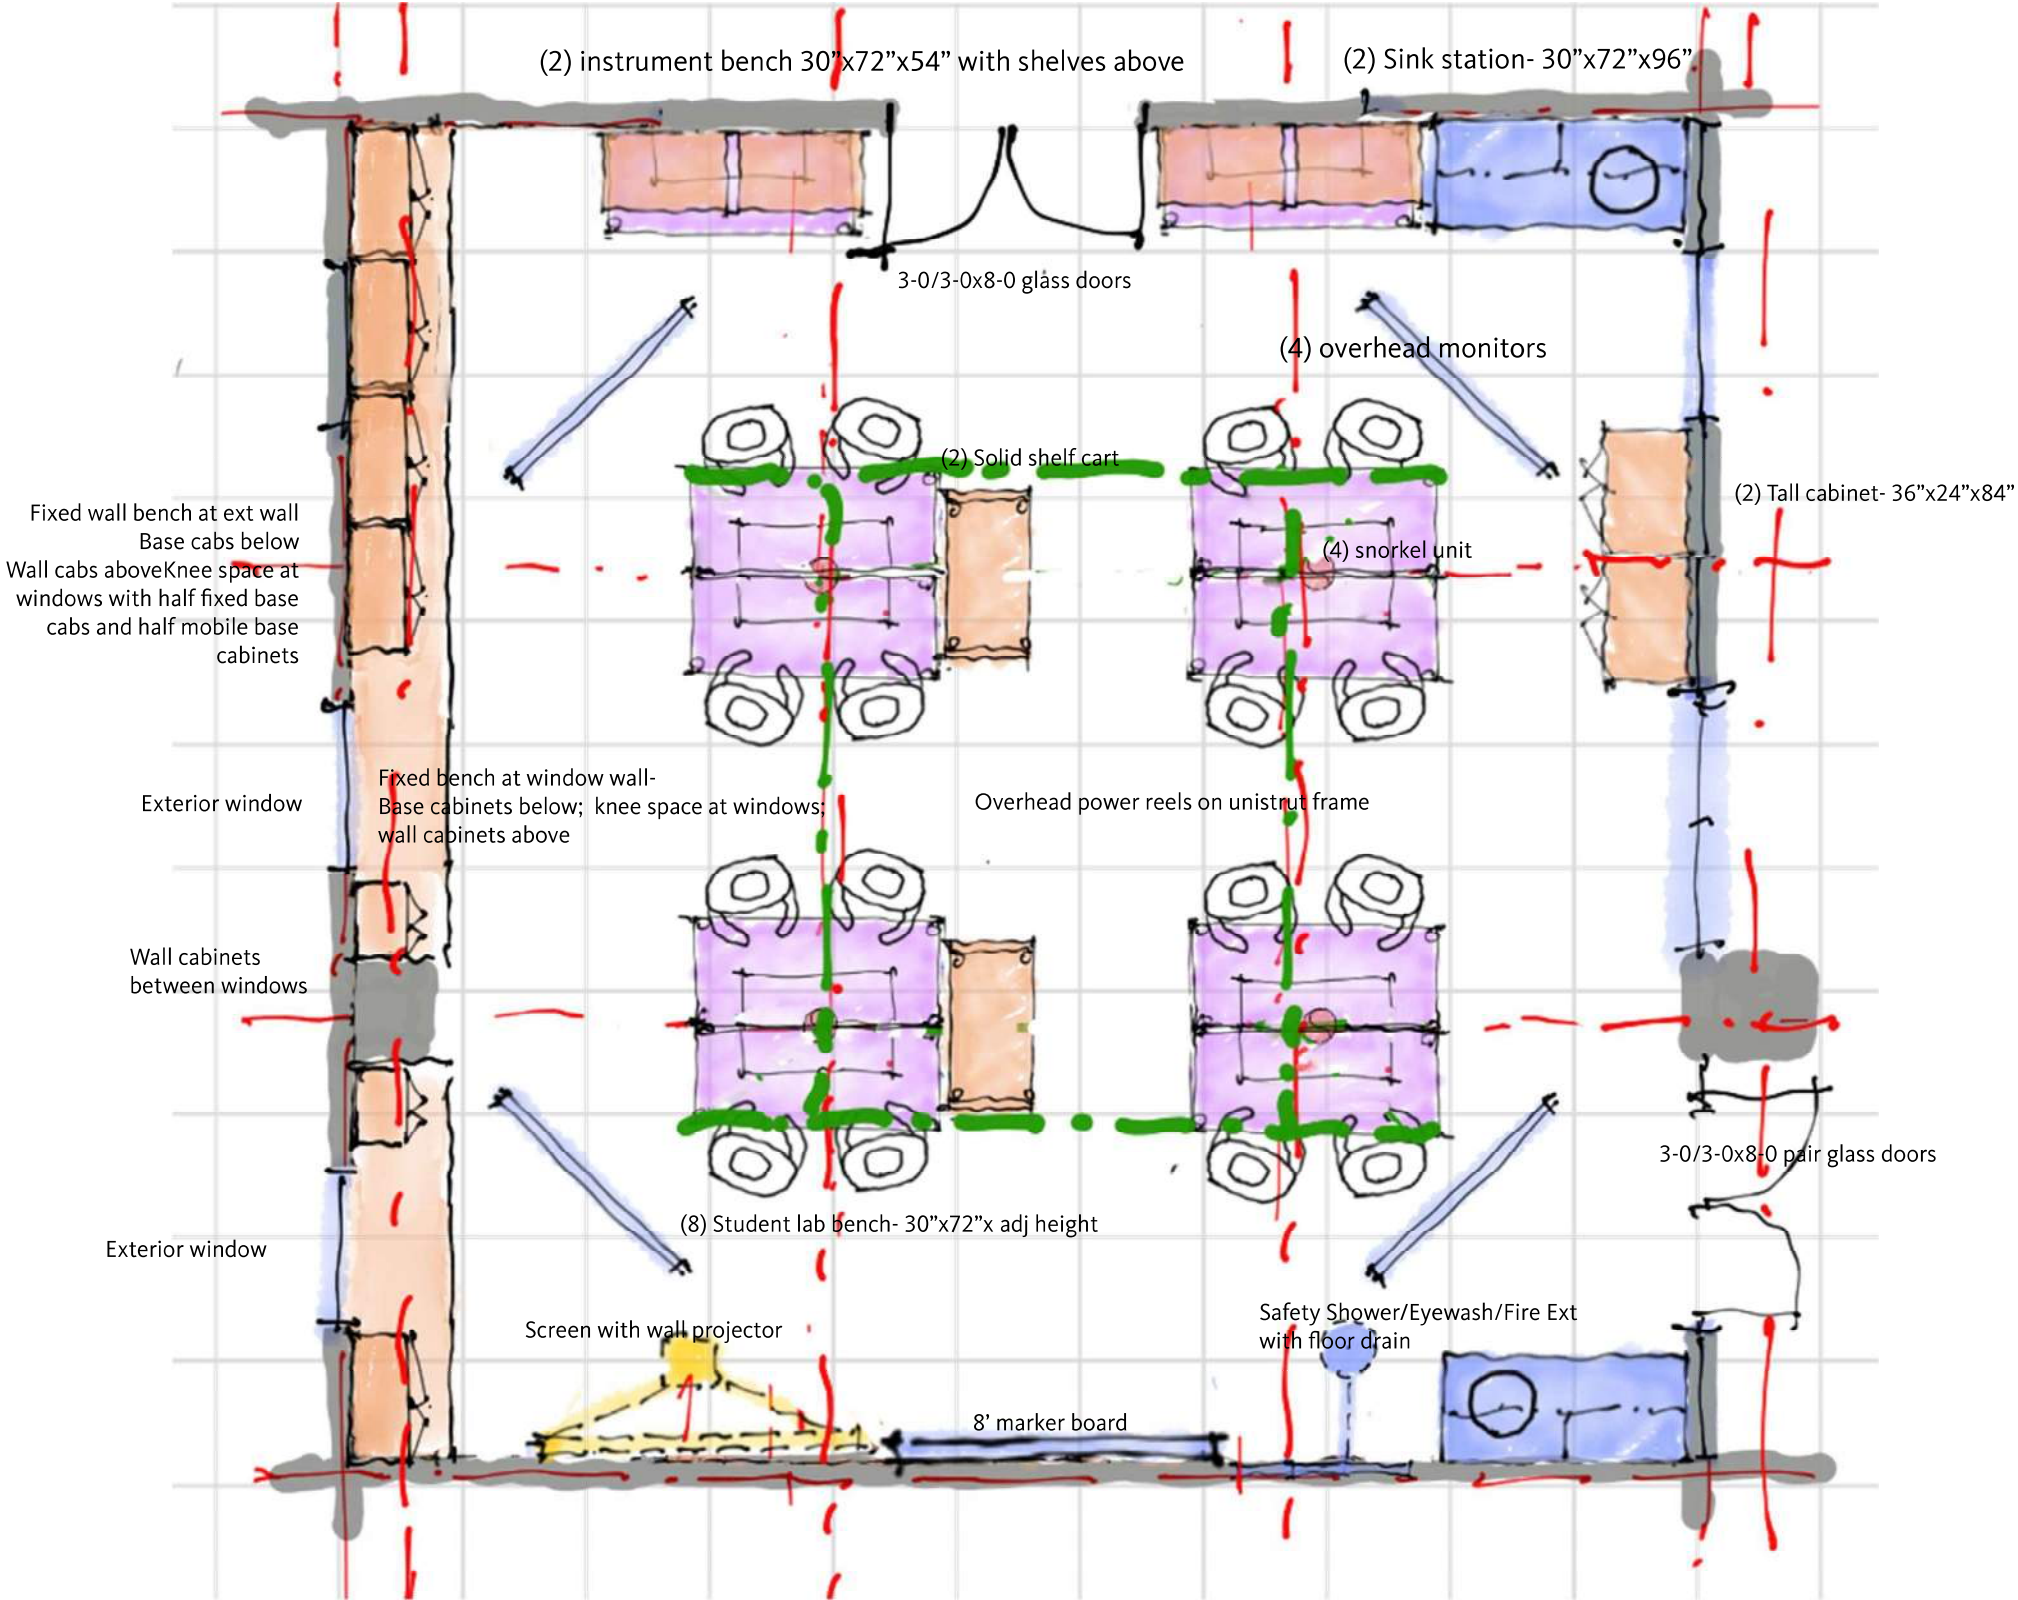 (2) instrument bench 30”x72”x54” with shelves above
(2) Sink station- 30”x72”x96”
3-0/3-0x8-0 glass doors
(4) overhead monitors
(2) Solid shelf cart
(2) Tall cabinet- 36”x24”x84”
Fixed wall bench at ext wall
Base cabs below
Wall cabs aboveKnee space at
windows with half fixed base
cabs and half mobile base
cabinets
(4) snorkel unit
Fixed bench at window wall-
Base cabinets below;  knee space at windows;
wall cabinets above
Exterior window
Overhead power reels on unistrut frame
Wall cabinets
between windows
3-0/3-0x8-0 pair glass doors
(8) Student lab bench- 30”x72”x adj height
Exterior window
Screen with wall projector
Safety Shower/Eyewash/Fire Ext
with floor drain
8’ marker board